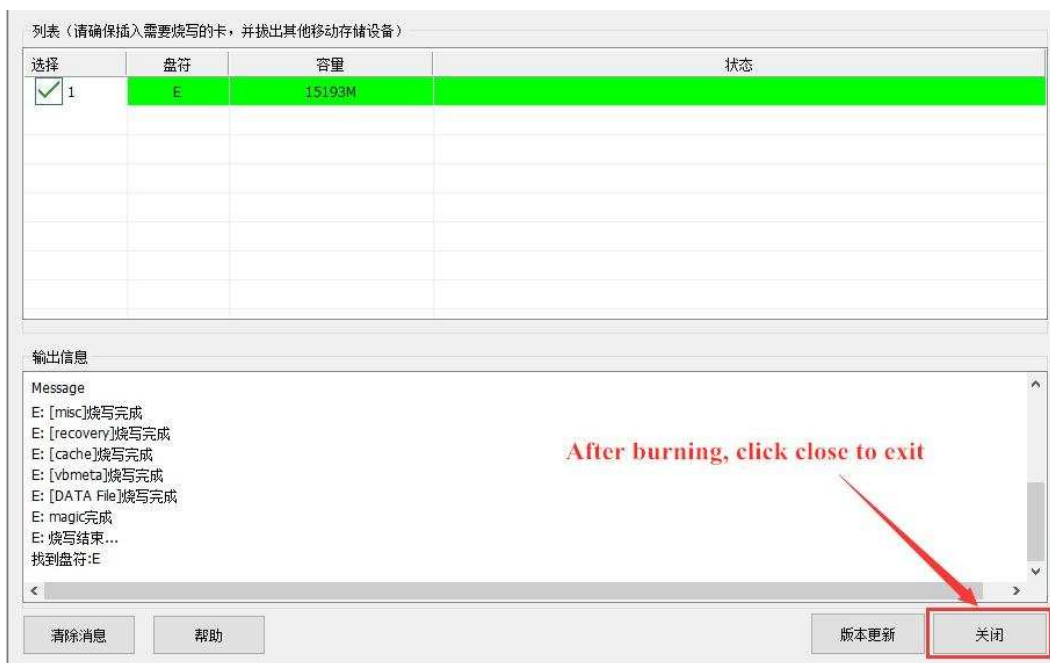 列表（请确保插入需要烧写的卡，并拔出其他移动存储设备）
选择 盘符 容量 状态
1 E 15193M
输出信息
Message
E: [misc]烧写完成
E: [recovery]烧写完成
E: [cache]烧写完成
E: [vbmeta]烧写完成
E: [DATA File]烧写完成
E: magic完成
E: 烧写结束...
找到盘符:E
After burning, click close to exit
清除消息 帮助 版本更新 关闭